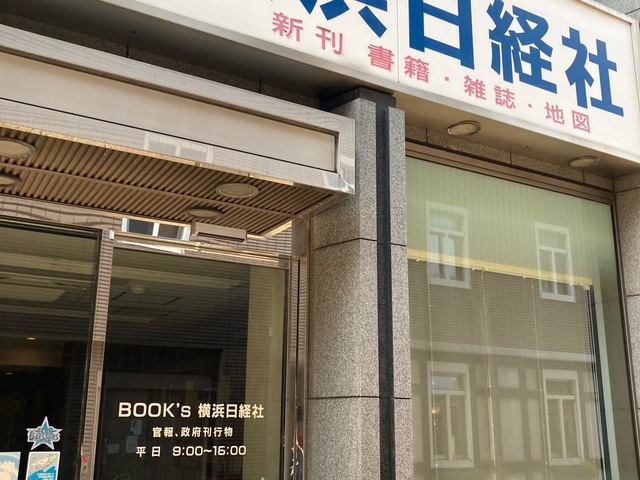 横浜日経社
新刊 書籍・雑誌・地図
BOOK's 横浜日経社
官報、政府刊行物
平日 9:00~16:00